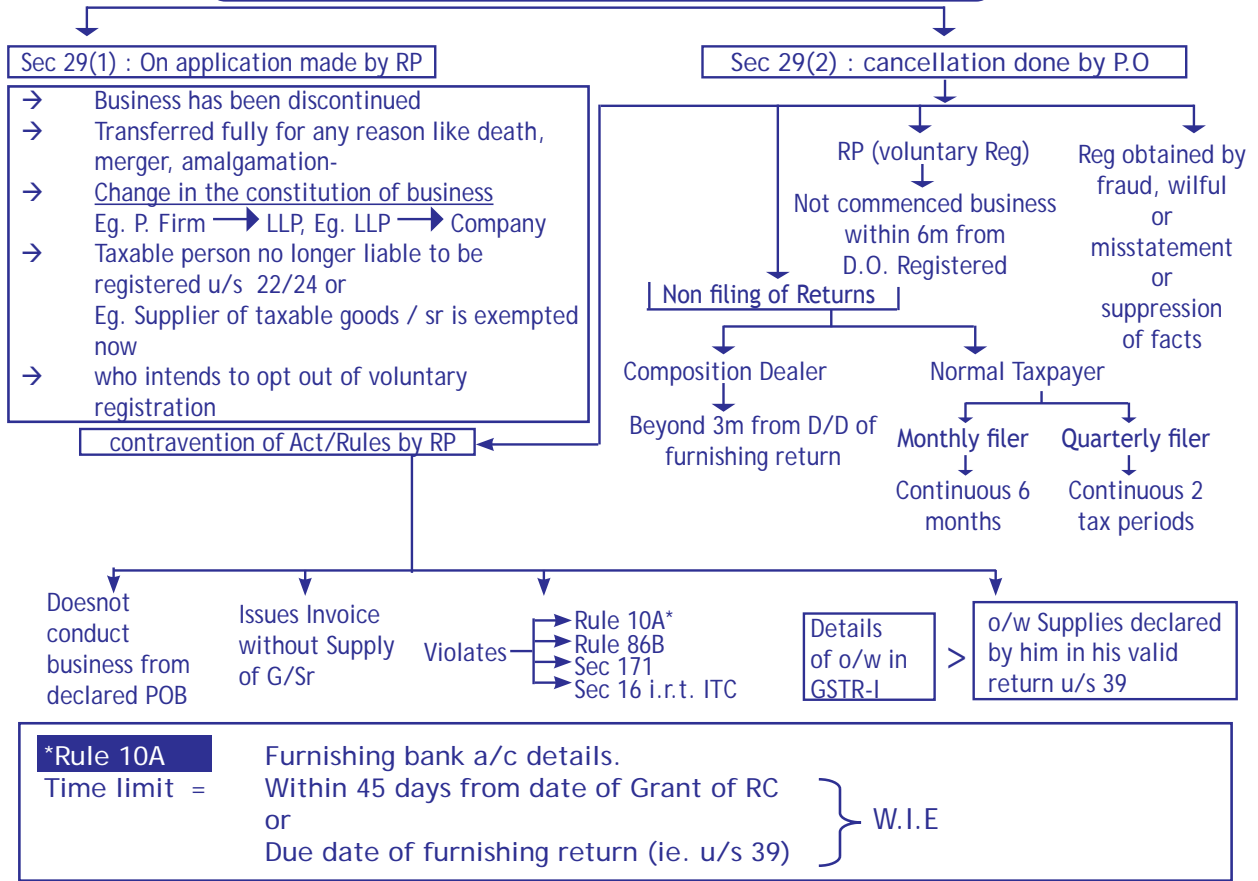 Sec 29(1) : On application made by RP
→ Business has been discontinued
→ Transferred fully for any reason like death,
merger, amalgamation-
→ Change in the constitution of business
Eg. P. Firm → LLP, Eg. LLP → Company
→ Taxable person no longer liable to be
registered u/s 22/24 or
Eg. Supplier of taxable goods / sr is exempted
now
→ who intends to opt out of voluntary
registration
Sec 29(2) : cancellation done by P.O
RP (voluntary Reg)
Not commenced business
within 6m from
D.O. Registered
Reg obtained by
fraud, wilful
or
misstatement
or
suppression
of facts
Non filing of Returns
Composition Dealer
Beyond 3m from D/D of
furnishing return
Normal Taxpayer
Monthly filer
Continuous 6
months
Quarterly filer
Continuous 2
tax periods
contravention of Act/Rules by RP
Doesnot
conduct
business from
declared POB
Issues Invoice
without Supply
of G/Sr
Violates
Rule 10A*
Rule 86B
Sec 171
Sec 16 i.r.t. ITC
Details
of o/w in
GSTR-I
>
o/w Supplies declared
by him in his valid
return u/s 39
*Rule 10A Furnishing bank a/c details.
Time limit = Within 45 days from date of Grant of RC
or
Due date of furnishing return (ie. u/s 39)
W.I.E